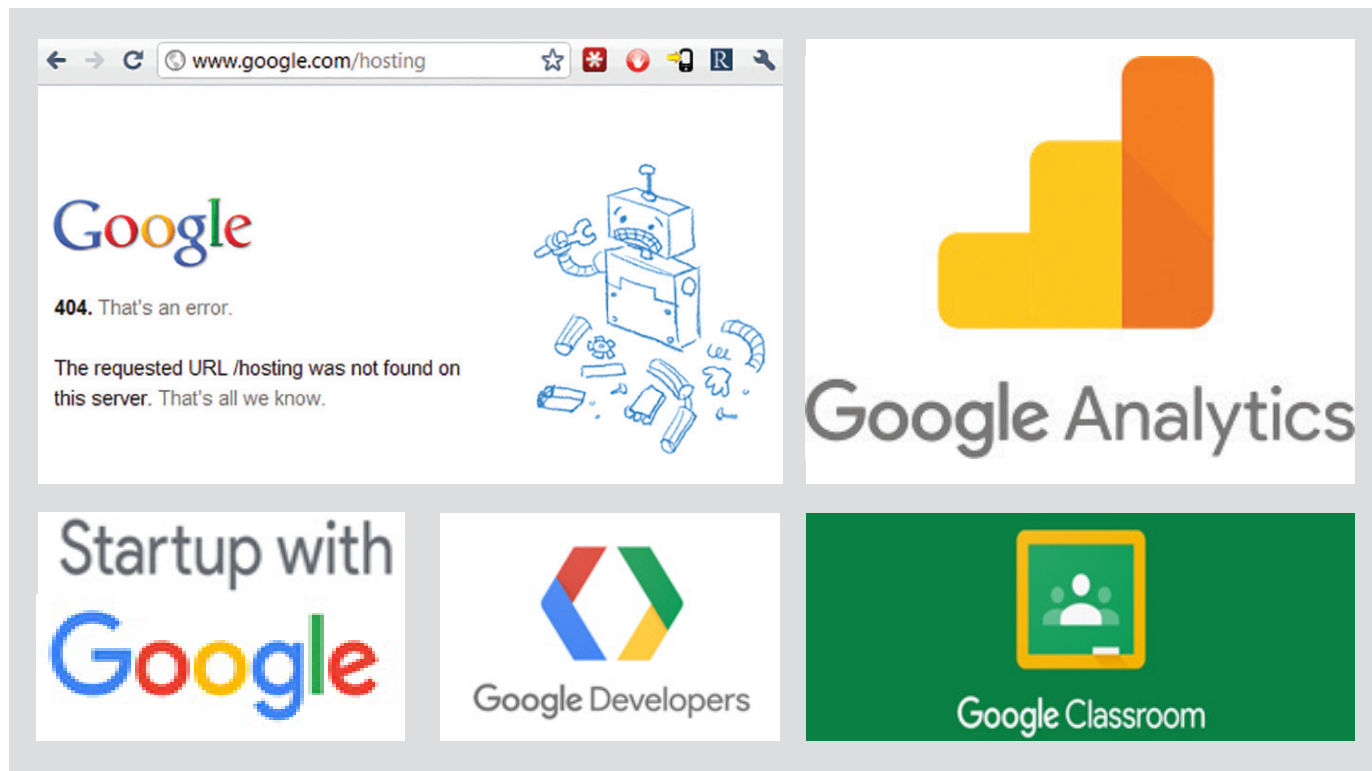 www.google.com/hosting
R
Google
404. That's an error.
The requested URL /hosting was not found on
this server. That's all we know.
Google Analytics
Startup with
Google
Google Developers
Google Classroom